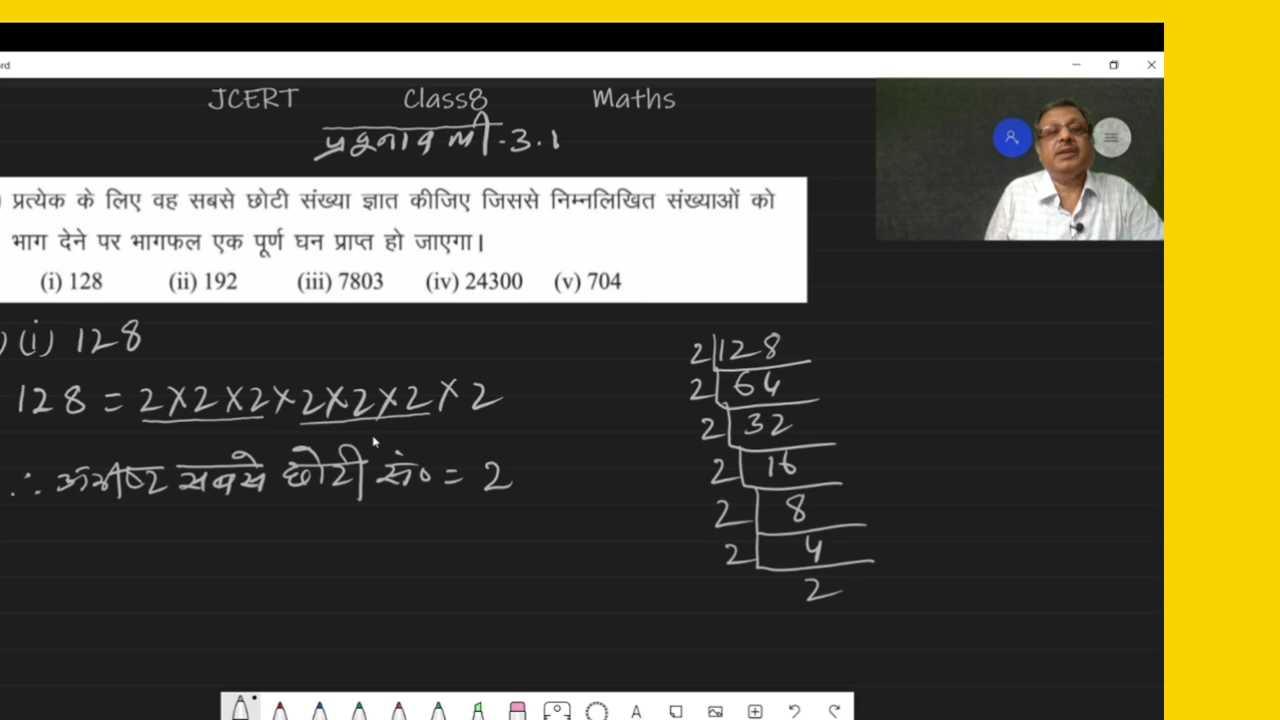 rd
JCERT Class8 Maths
प्रश्नावली-3.1
) प्रत्येक के लिए वह सबसे छोटी संख्या ज्ञात कीजिए जिससे निम्नलिखित संख्याओं को
भाग देने पर भागफल एक पूर्ण घन प्राप्त हो जाएगा।
(i) 128 (ii) 192 (iii) 7803 (iv) 24300 (v) 704
) (i) 128
128 = 2×2×2×2×2×2×2
∴ अभीष्ट सबसे छोटी सं० = 2
2 128
2 64
2 32
2 16
2 8
2 4
2
A